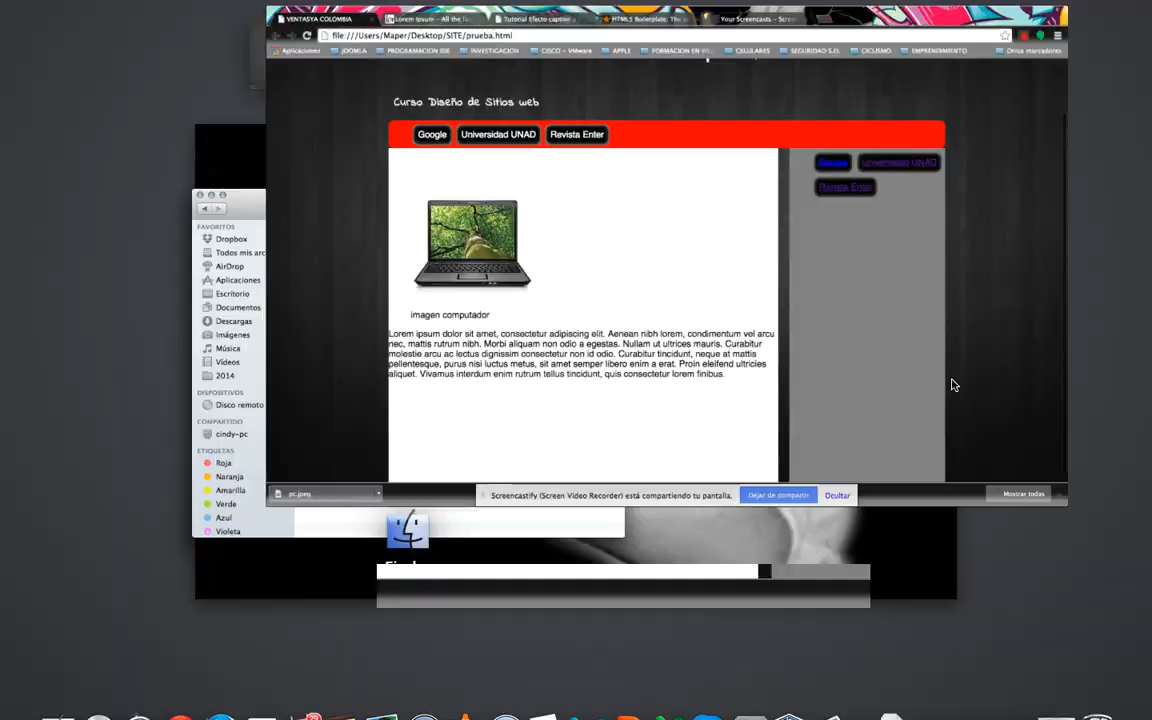 VENTASYA COLOMBIA
Lorem Ipsum - All the fa
Tutorial Efecto caption
HTML5 Boilerplate: The
Your Screencasts - Scree
file:///Users/Maper/Desktop/SITE/prueba.html
Aplicaciones
JOOMLA
PROGRAMACION IDE
INVESTIGACION
CISCO - VMware
APPLE
FORMACION EN
CELULARES
SEGURIDAD S.O.
CICLISMO
EMPRENDIMIENTO
Otros marcadores
Curso Diseño de Sitios web
Google
Universidad UNAD
Revista Enter
Google
Universidad UNAD
Revista Enter
imagen computador
Lorem ipsum dolor sit amet, consectetur adipiscing elit. Aenean nibh lorem, condimentum vel arcu
nec, mattis rutrum nibh. Morbi aliquam non odio a egestas. Nullam ut ultrices mauris. Curabitur
molestie arcu ac lectus dignissim consectetur non id odio. Curabitur tincidunt, neque at mattis
pellentesque, purus nisi luctus metus, sit amet semper libero enim a erat. Proin eleifend ultricies
aliquet. Vivamus interdum enim rutrum tellus tincidunt, quis consectetur lorem finibus.
FAVORITOS
Dropbox
Todos mis arc
AirDrop
Aplicaciones
Escritorio
Documentos
Descargas
Imágenes
Música
Vídeos
2014
DISPOSITIVOS
Disco remoto
COMPARTIDO
cindy-pc
ETIQUETAS
Roja
Naranja
Amarilla
Verde
Azul
Violeta
pc.jpeg
Screencastify (Screen Video Recorder) está compartiendo tu pantalla.
Dejar de compartir
Ocultar
Mostrar todas